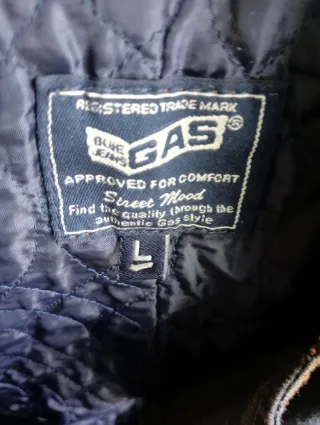 REGISTERED TRADE MARK
BLUE JEANS GAS®
APPROVED FOR COMFORT
Street Mood
Find the quality through the
authentic Gas style
L